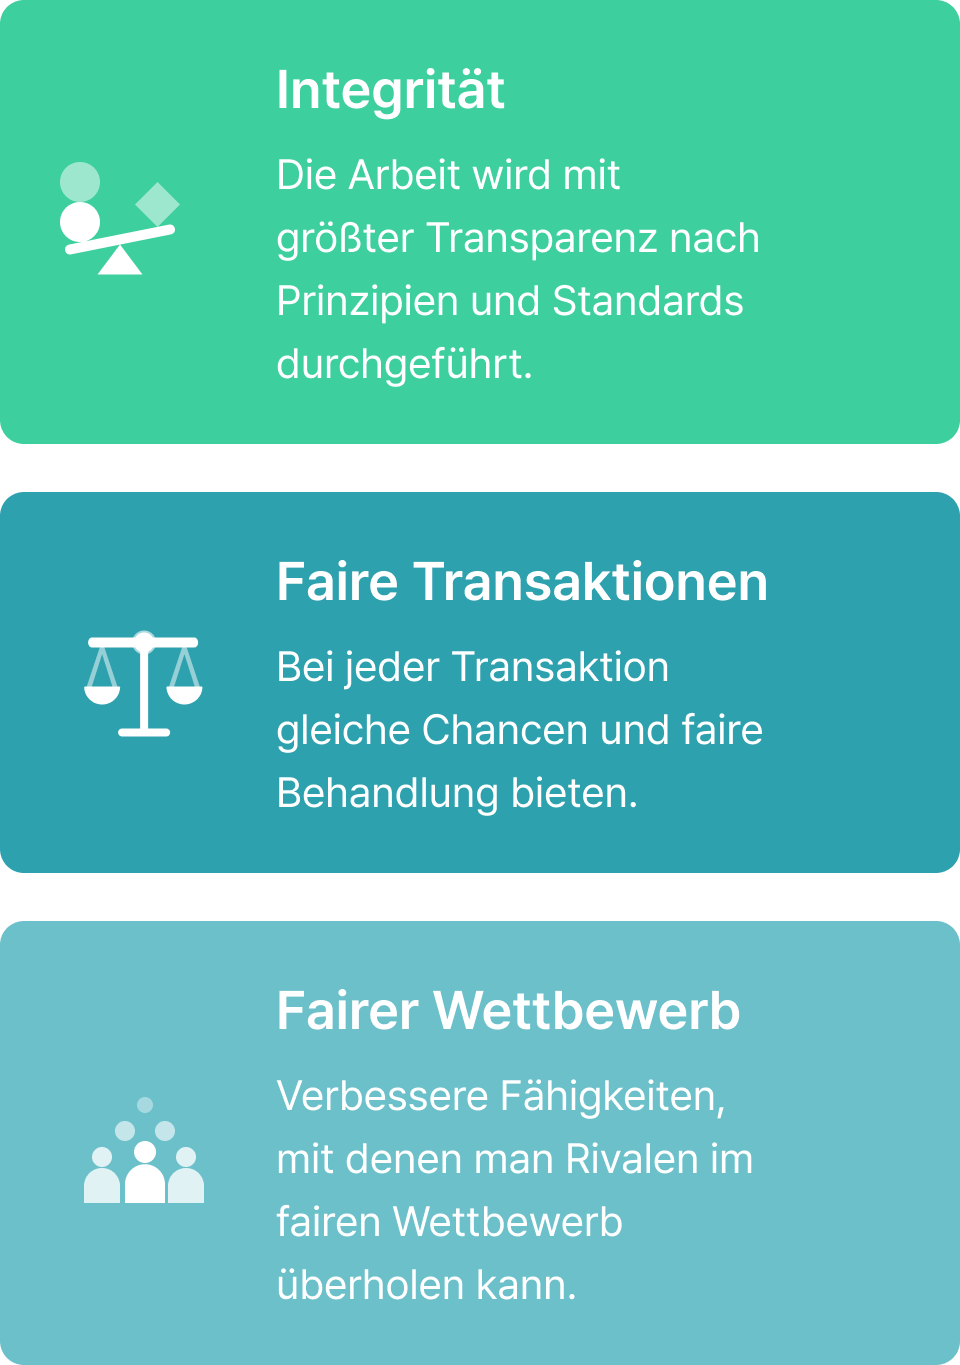 Integrität
Die Arbeit wird mit
größter Transparenz nach
Prinzipien und Standards
durchgeführt.
Faire Transaktionen
Bei jeder Transaktion
gleiche Chancen und faire
Behandlung bieten.
Fairer Wettbewerb
Verbessere Fähigkeiten,
mit denen man Rivalen im
fairen Wettbewerb
überholen kann.